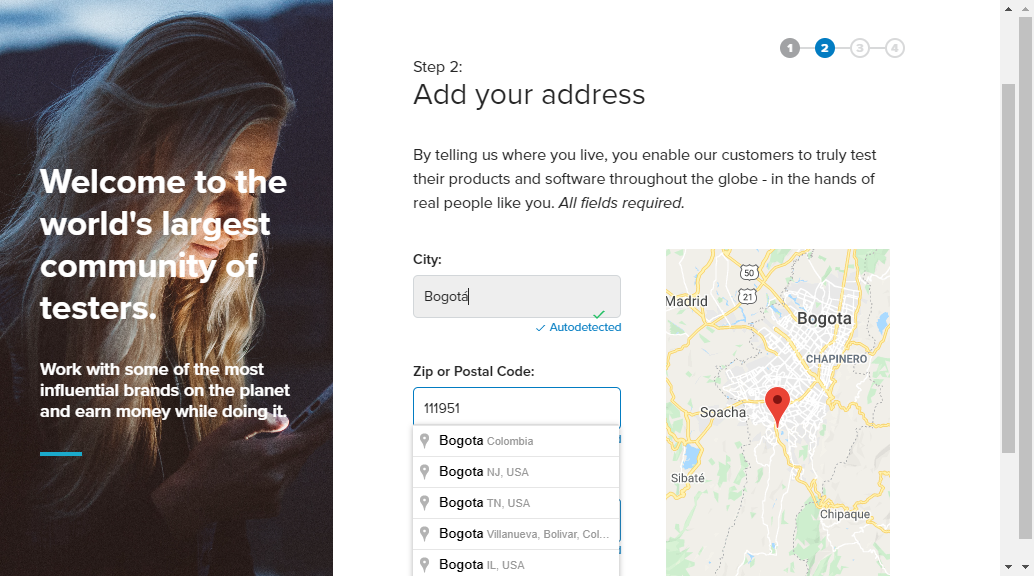 Welcome to the
world's largest
community of
testers.
Work with some of the most
influential brands on the planet
and earn money while doing it.
1 2 3 4
Step 2:
Add your address
By telling us where you live, you enable our customers to truly test
their products and software throughout the globe - in the hands of
real people like you. All fields required.
City:
Bogotá
Autodetected
Zip or Postal Code:
111951
Bogota Colombia
Bogota NJ, USA
Bogota TN, USA
Bogota Villanueva, Bolivar, Col...
Bogota IL, USA
50
21
Madrid
Bogota
CHAPINERO
Soacha
Sibaté
Chipaque